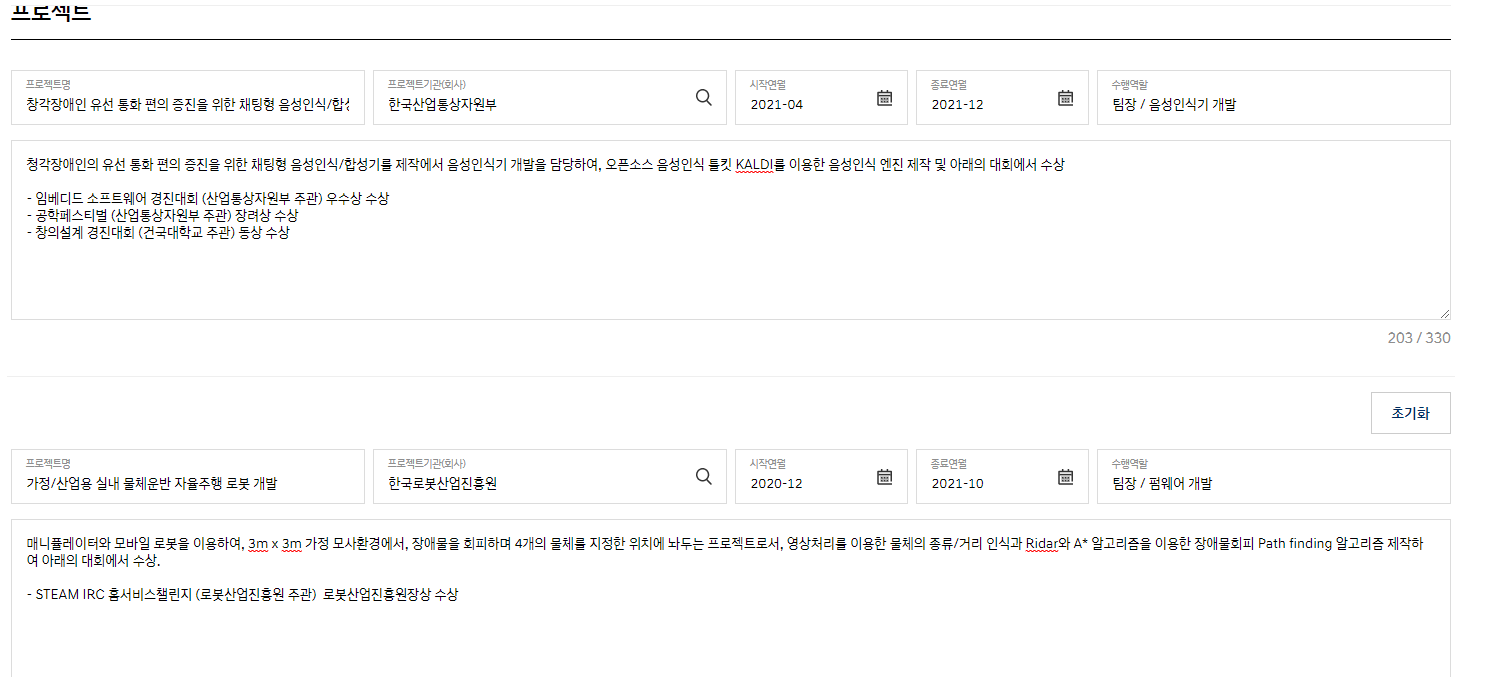 프로젝트
프로젝트명
청각장애인 유선 통화 편의 증진을 위한 채팅형 음성인식/합성
프로젝트기관(회사)
한국산업통상자원부
시작연월
2021-04
종료연월
2021-12
수행역할
팀장 / 음성인식기 개발
청각장애인의 유선 통화 편의 증진을 위한 채팅형 음성인식/합성기를 제작에서 음성인식기 개발을 담당하여, 오픈소스 음성인식 툴킷 KALDI를 이용한 음성인식 엔진 제작 및 아래의 대회에서 수상
- 임베디드 소프트웨어 경진대회 (산업통상자원부 주관) 우수상 수상
- 공학페스티벌 (산업통상자원부 주관) 장려상 수상
- 창의설계 경진대회 (건국대학교 주관) 동상 수상
203 / 330
초기화
프로젝트명
가정/산업용 실내 물체운반 자율주행 로봇 개발
프로젝트기관(회사)
한국로봇산업진흥원
시작연월
2020-12
종료연월
2021-10
수행역할
팀장 / 펌웨어 개발
매니퓰레이터와 모바일 로봇을 이용하여, 3m x 3m 가정 모사환경에서, 장애물을 회피하며 4개의 물체를 지정한 위치에 놔두는 프로젝트로서, 영상처리를 이용한 물체의 종류/거리 인식과 Ridar와 A* 알고리즘을 이용한 장애물회피 Path finding 알고리즘 제작하
여 아래의 대회에서 수상.
- STEAM IRC 홈서비스챌린지 (로봇산업진흥원 주관)  로봇산업진흥원장상 수상